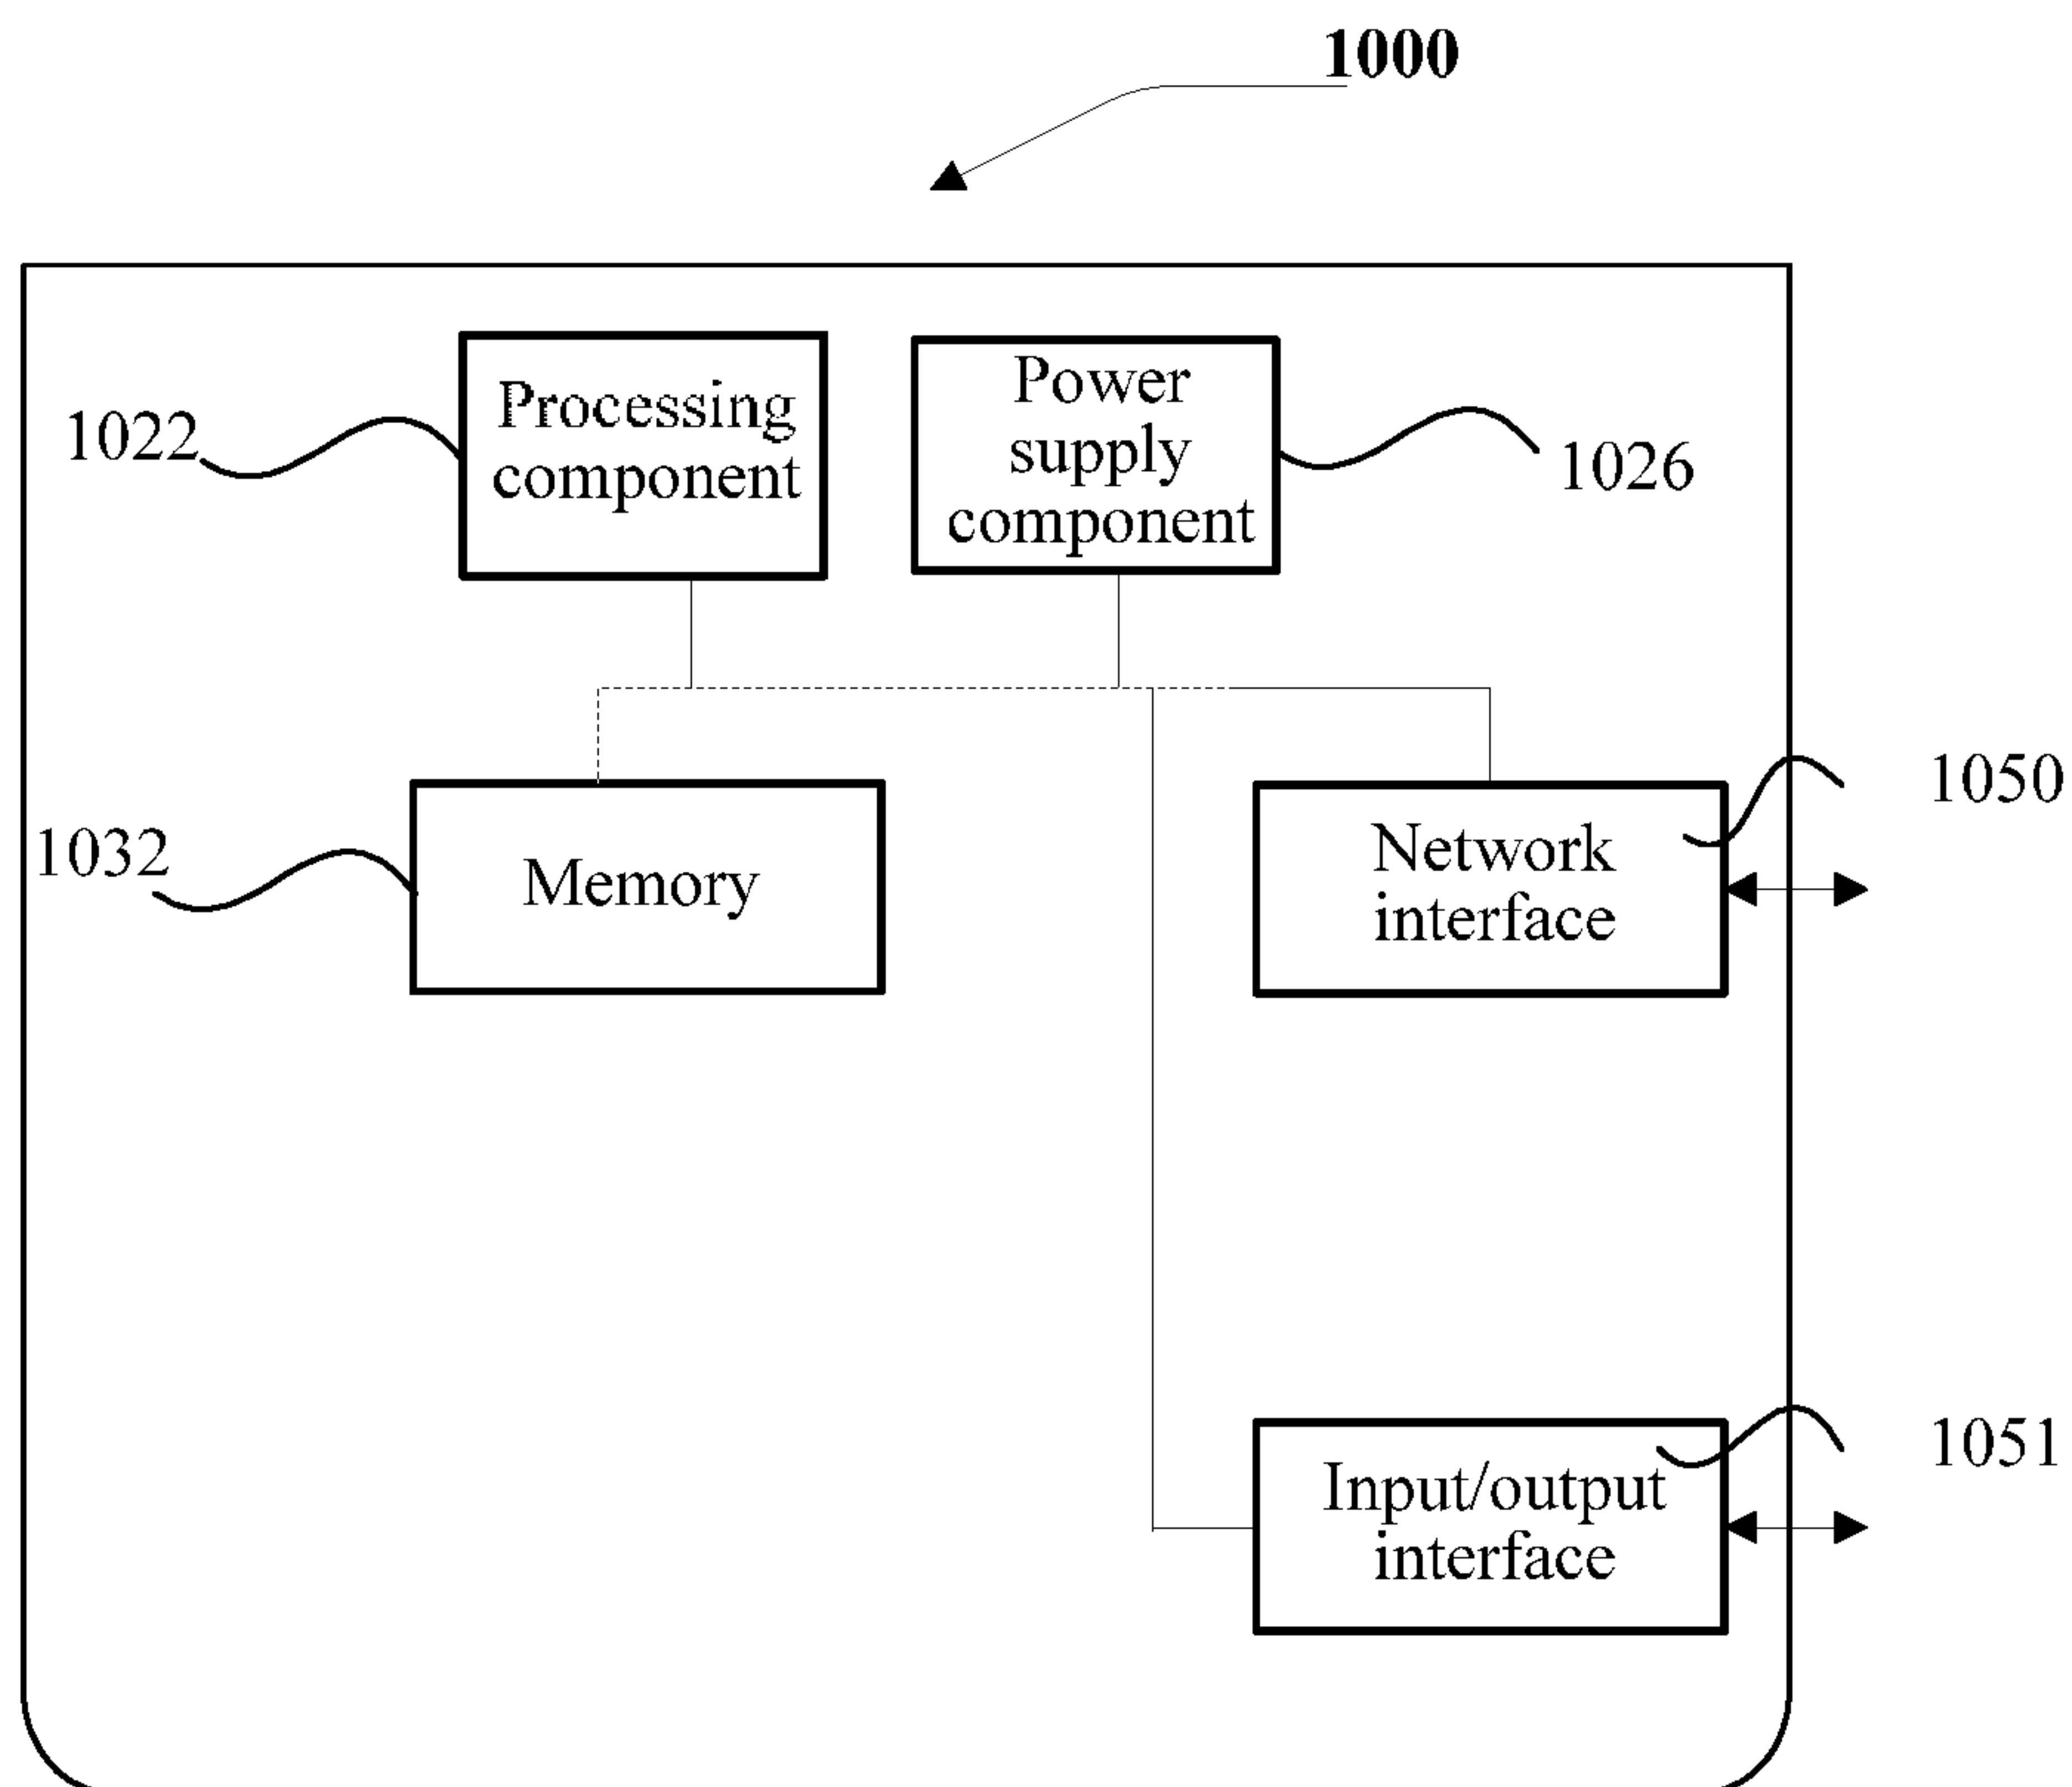 1000
Processing
component
1022
Power
supply
component
1026
1032
Memory
Network
interface
1050
Input/output
interface
1051